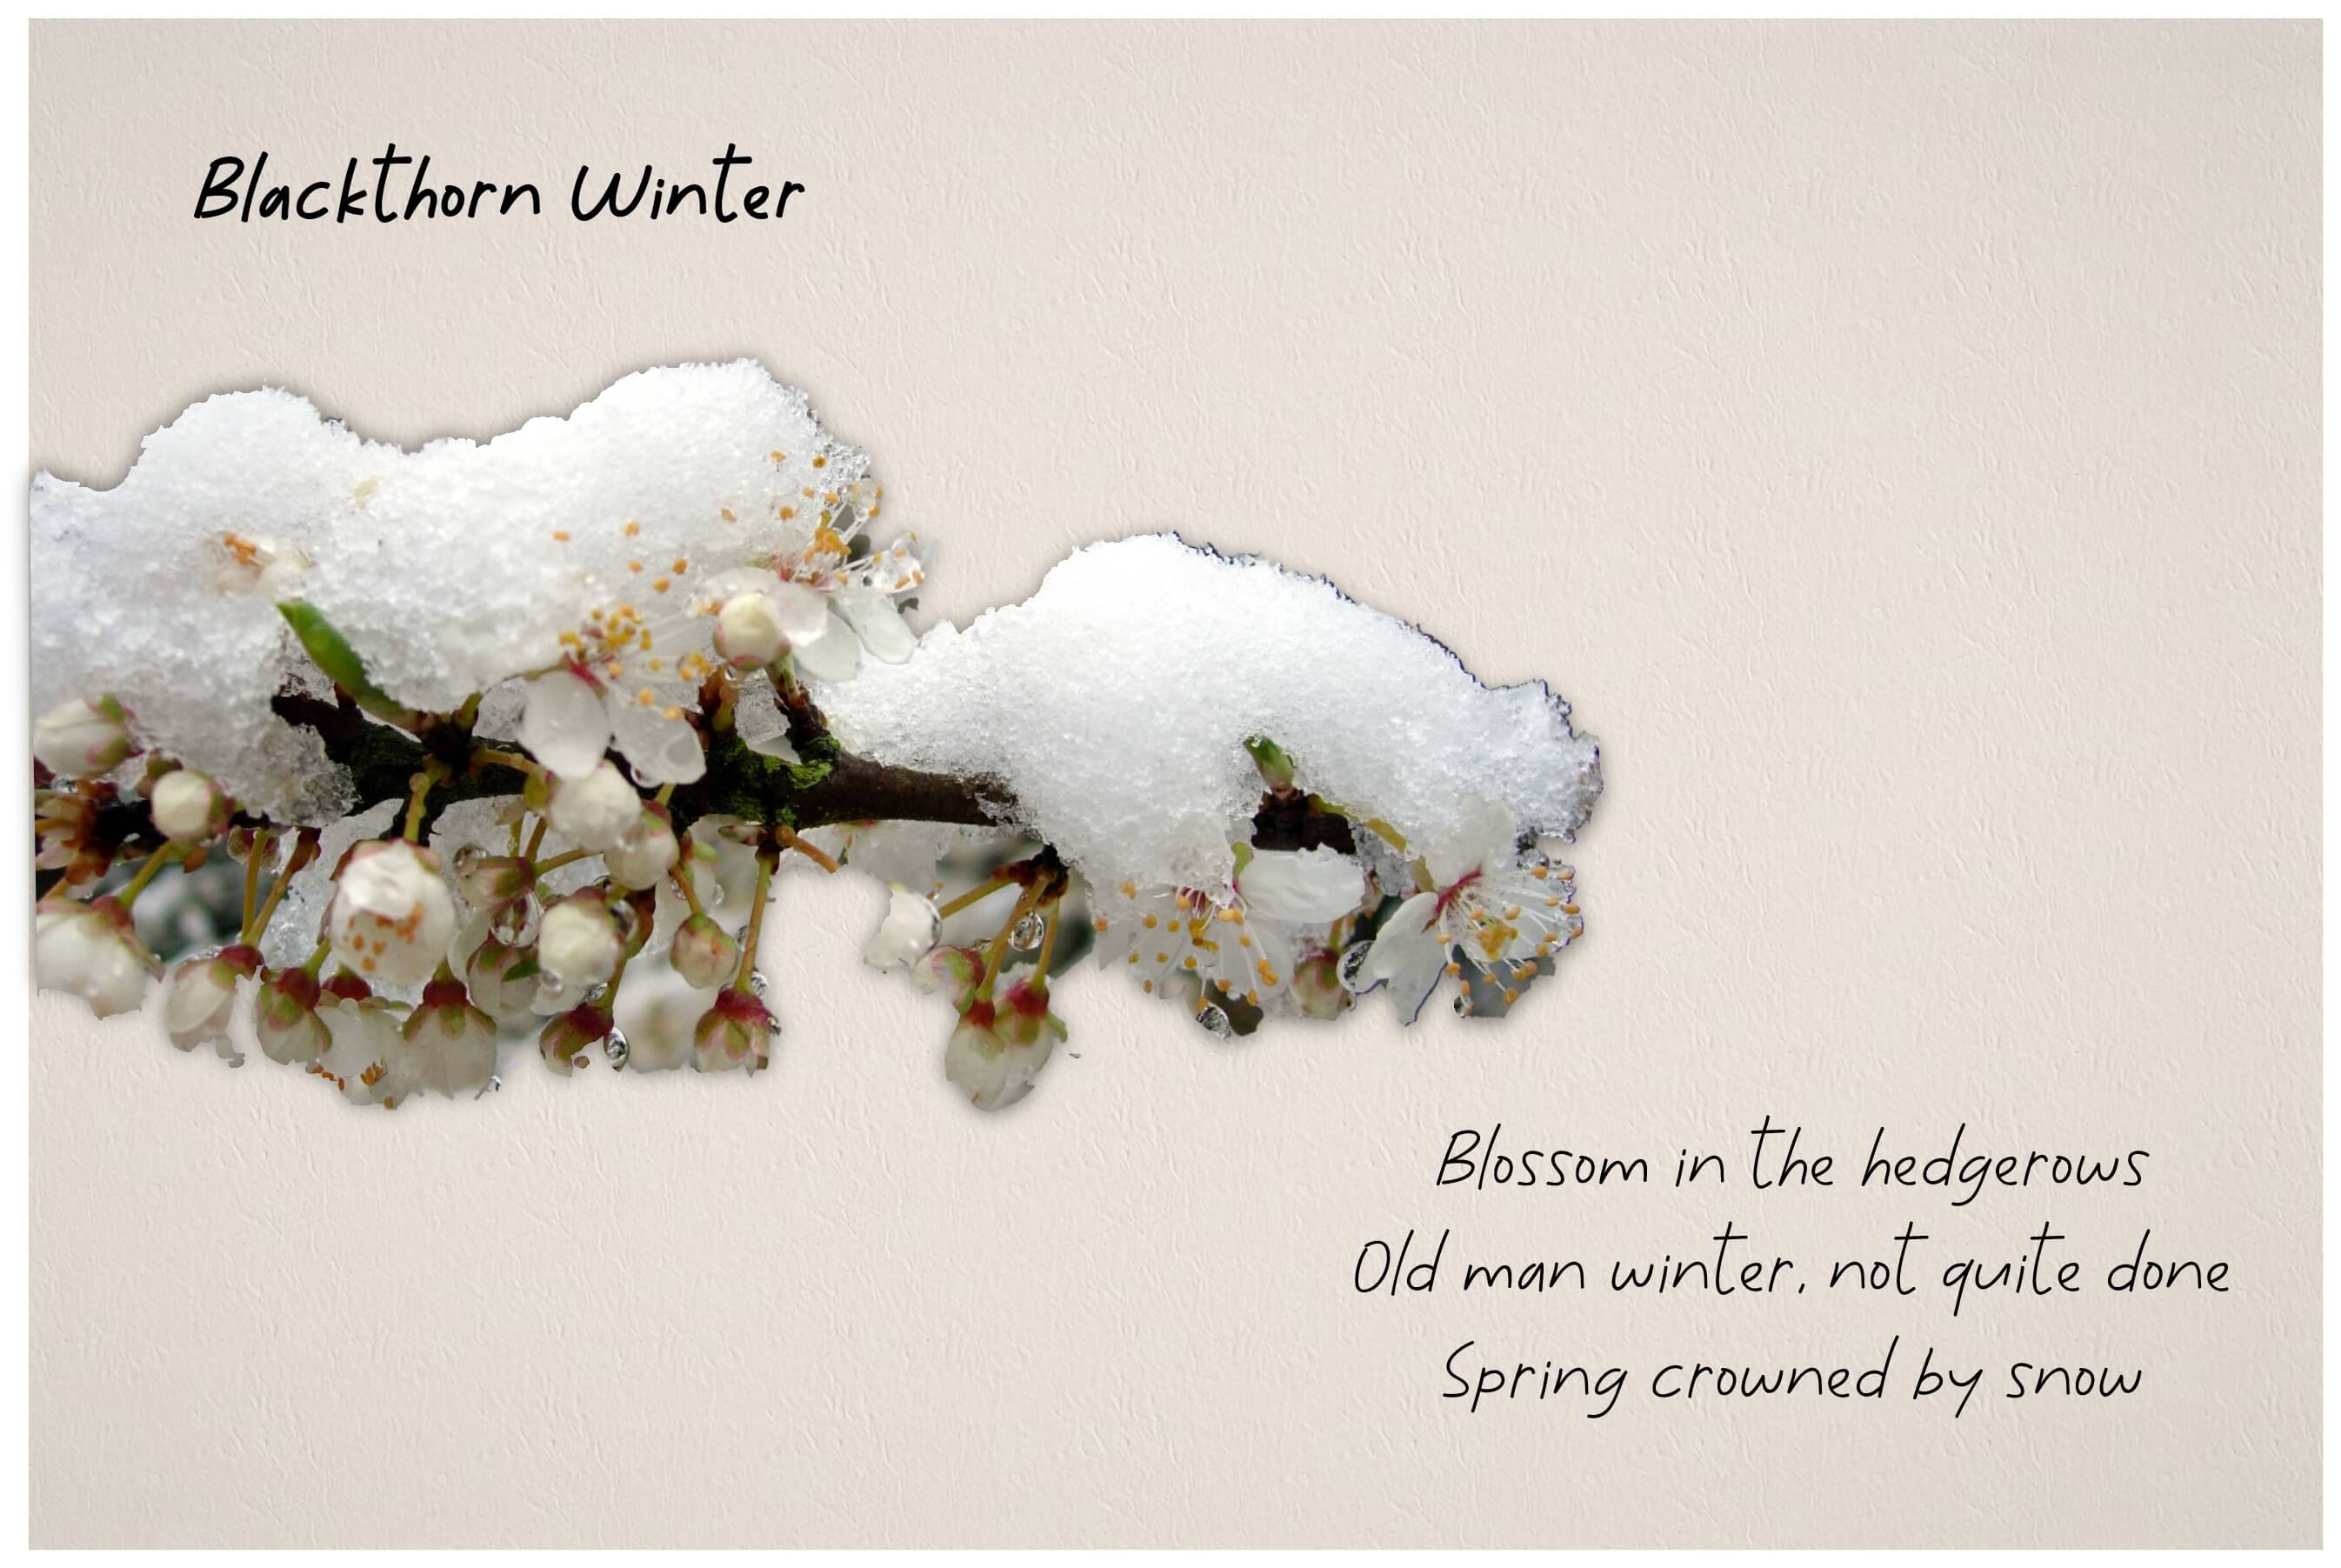 Blackthorn Winter
Blossom in the hedgerows
Old man winter, not quite done
Spring crowned by snow